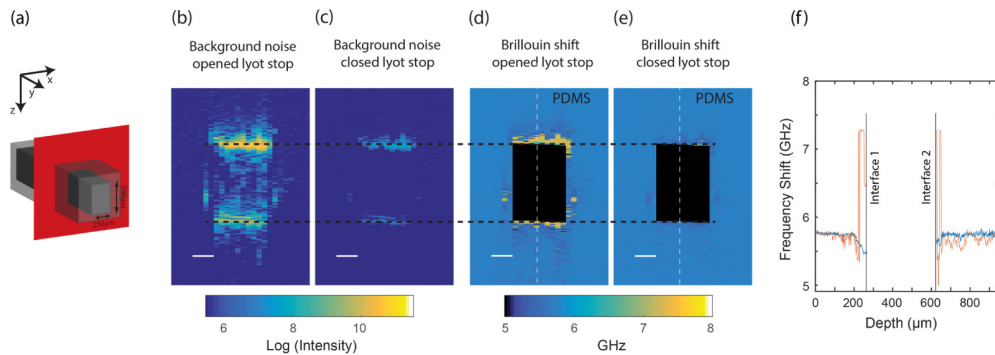 (a)
x
y
z
300µm
250µm
(b)
Background noise
opened lyot stop
(c)
Background noise
closed lyot stop
6
8
10
Log (Intensity)
(d)
Brillouin shift
opened lyot stop
PDMS
(e)
Brillouin shift
closed lyot stop
PDMS
5
6
7
8
GHz
(f)
Frequency Shift (GHz)
8
7
6
5
Interface 1
Interface 2
0
200
400
600
800
Depth (µm)